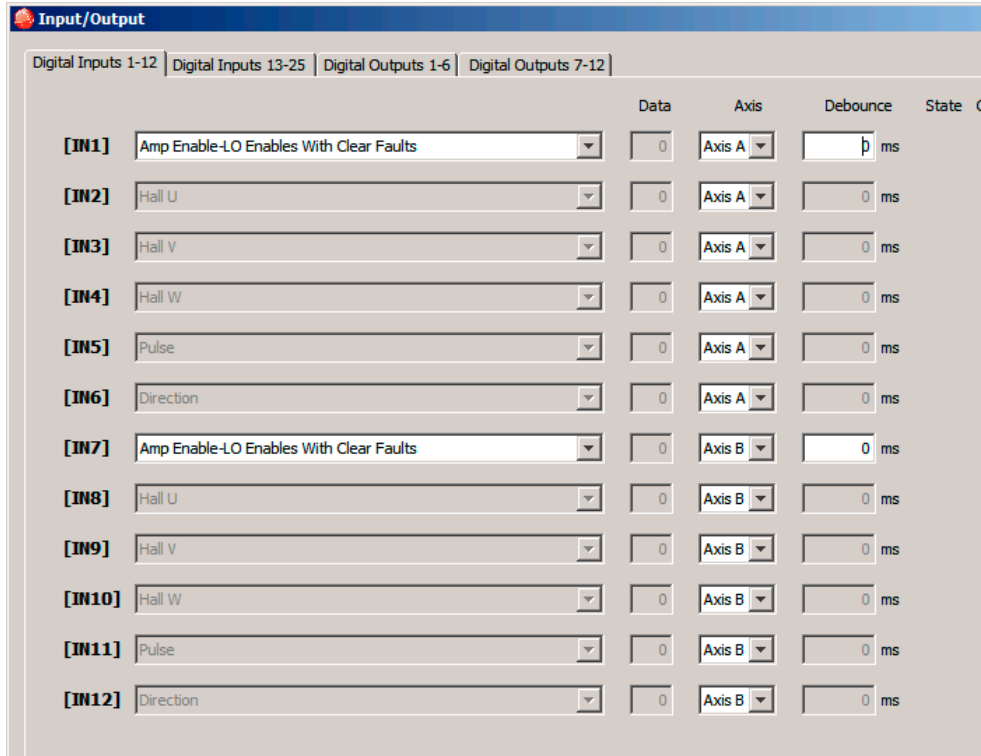 Input/Output
Digital Inputs 1-12 Digital Inputs 13-25 Digital Outputs 1-6 Digital Outputs 7-12
Data Axis Debounce State
[IN1] Amp Enable-LO Enables With Clear Faults 0 Axis A 0 ms
[IN2] Hall U 0 Axis A 0 ms
[IN3] Hall V 0 Axis A 0 ms
[IN4] Hall W 0 Axis A 0 ms
[IN5] Pulse 0 Axis A 0 ms
[IN6] Direction 0 Axis A 0 ms
[IN7] Amp Enable-LO Enables With Clear Faults 0 Axis B 0 ms
[IN8] Hall U 0 Axis B 0 ms
[IN9] Hall V 0 Axis B 0 ms
[IN10] Hall W 0 Axis B 0 ms
[IN11] Pulse 0 Axis B 0 ms
[IN12] Direction 0 Axis B 0 ms